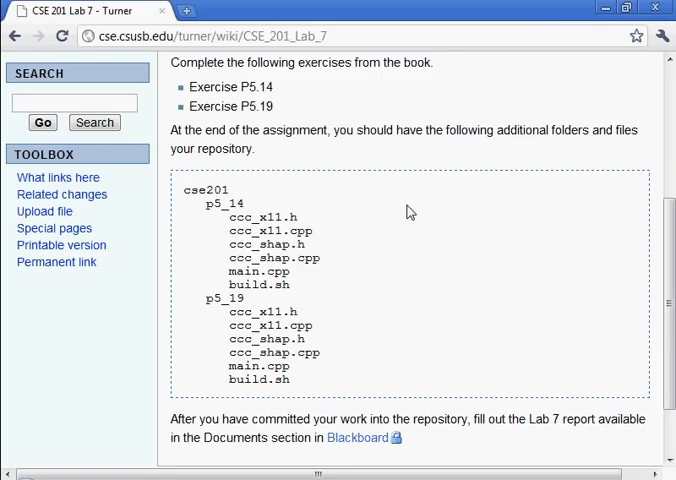 CSE 201 Lab 7 - Turner
cse.csusb.edu/turner/wiki/CSE_201_Lab_7
SEARCH
Go Search
TOOLBOX
What links here
Related changes
Upload file
Special pages
Printable version
Permanent link
Complete the following exercises from the book.
Exercise P5.14
Exercise P5.19
At the end of the assignment, you should have the following additional folders and files
your repository.
cse201
p5_14
ccc_x11.h
ccc_x11.cpp
ccc_shap.h
ccc_shap.cpp
main.cpp
build.sh
p5_19
ccc_x11.h
ccc_x11.cpp
ccc_shap.h
ccc_shap.cpp
main.cpp
build.sh
After you have committed your work into the repository, fill out the Lab 7 report available
in the Documents section in Blackboard